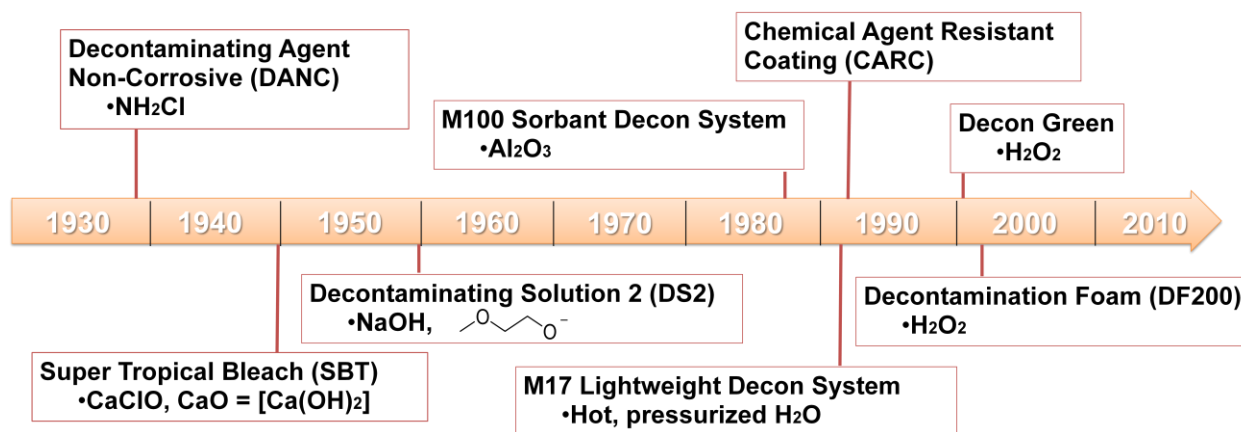 Decontaminating Agent
Non-Corrosive (DANC)
•NH₂Cl
Chemical Agent Resistant
Coating (CARC)
M100 Sorbant Decon System
•Al₂O₃
Decon Green
•H₂O₂
1930 1940 1950 1960 1970 1980 1990 2000 2010
Decontaminating Solution 2 (DS2)
•NaOH, O O⁻
Decontamination Foam (DF200)
•H₂O₂
Super Tropical Bleach (SBT)
•CaClO, CaO = [Ca(OH)₂]
M17 Lightweight Decon System
•Hot, pressurized H₂O